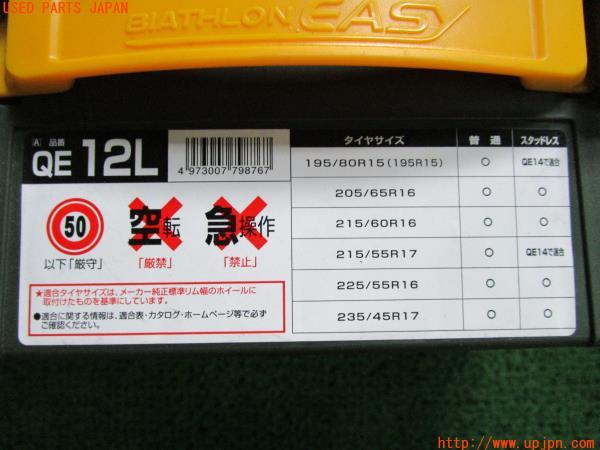 USED PARTS JAPAN
BIATHLON EASY
A 品番
QE 12L
4 973007 798767
50
以下「厳守」
空転
「厳禁」
急操作
「禁止」
★適合タイヤサイズは、メーカー純正標準リム幅のホイールに
取付けたものを基準にしています。
●適合に関する情報は、適合表・カタログ・ホームページ等で必ず
ご確認ください。
タイヤサイズ 普通 スタッドレス
195/80R15 (195R15) ○ QE14で適合
205/65R16 ○ ○
215/60R16 ○ ○
215/55R17 ○ QE14で適合
225/55R16 ○ ○
235/45R17 ○ ○
http://www.upjpn.com/